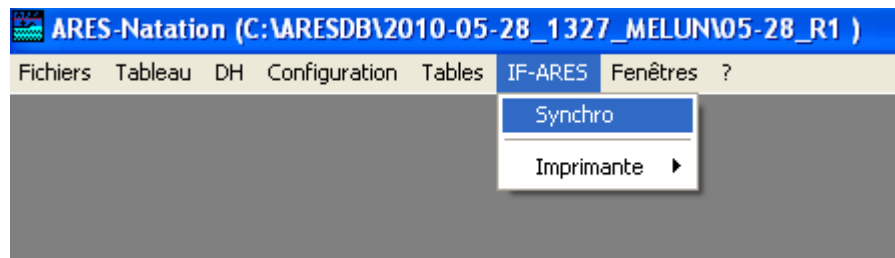 ARES-Natation (C:\ARESDB\2010-05-28_1327_MELUN\05-28_R1 )
Fichiers Tableau DH Configuration Tables IF-ARES Fenêtres ?
Synchro
Imprimante